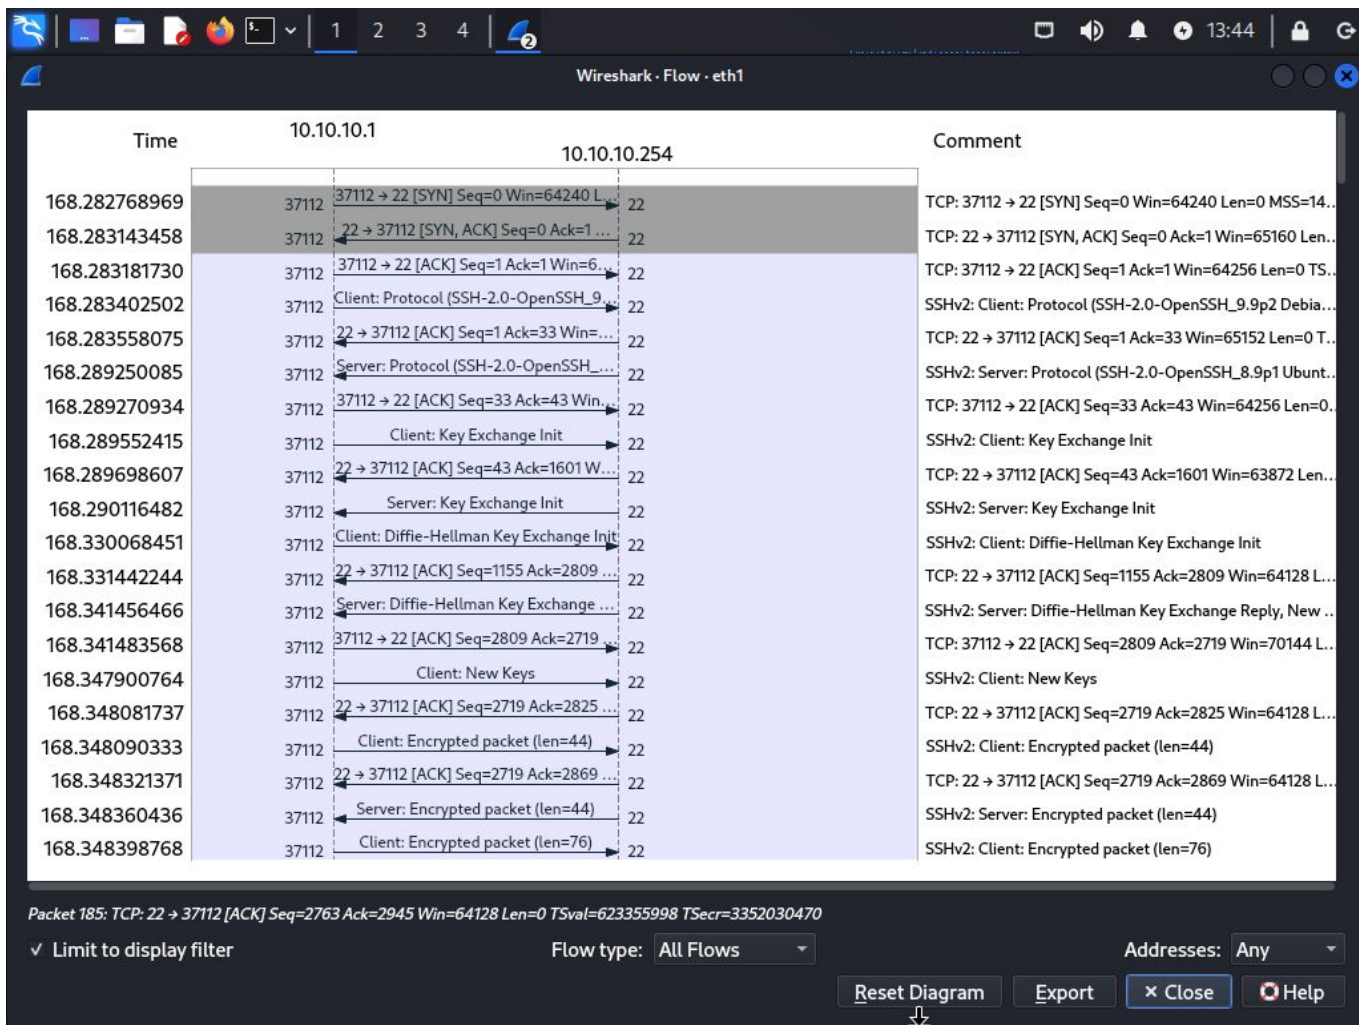 1 2 3 4 2 13:44
Wireshark · Flow · eth1
Time 10.10.10.1 10.10.10.254 Comment
168.282768969 37112 37112 → 22 [SYN] Seq=0 Win=64240 L... 22 TCP: 37112 → 22 [SYN] Seq=0 Win=64240 Len=0 MSS=14..
168.283143458 37112 22 → 37112 [SYN, ACK] Seq=0 Ack=1 ... 22 TCP: 22 → 37112 [SYN, ACK] Seq=0 Ack=1 Win=65160 Len..
168.283181730 37112 37112 → 22 [ACK] Seq=1 Ack=1 Win=6... 22 TCP: 37112 → 22 [ACK] Seq=1 Ack=1 Win=64256 Len=0 TS..
168.283402502 37112 Client: Protocol (SSH-2.0-OpenSSH_9... 22 SSHv2: Client: Protocol (SSH-2.0-OpenSSH_9.9p2 Debia...
168.283558075 37112 22 → 37112 [ACK] Seq=1 Ack=33 Win=... 22 TCP: 22 → 37112 [ACK] Seq=1 Ack=33 Win=65152 Len=0 T..
168.289250085 37112 Server: Protocol (SSH-2.0-OpenSSH_... 22 SSHv2: Server: Protocol (SSH-2.0-OpenSSH_8.9p1 Ubunt..
168.289270934 37112 37112 → 22 [ACK] Seq=33 Ack=43 Win... 22 TCP: 37112 → 22 [ACK] Seq=33 Ack=43 Win=64256 Len=0.
168.289552415 37112 Client: Key Exchange Init 22 SSHv2: Client: Key Exchange Init
168.289698607 37112 22 → 37112 [ACK] Seq=43 Ack=1601 W... 22 TCP: 22 → 37112 [ACK] Seq=43 Ack=1601 Win=63872 Len...
168.290116482 37112 Server: Key Exchange Init 22 SSHv2: Server: Key Exchange Init
168.330068451 37112 Client: Diffie-Hellman Key Exchange Init 22 SSHv2: Client: Diffie-Hellman Key Exchange Init
168.331442244 37112 22 → 37112 [ACK] Seq=1155 Ack=2809 ... 22 TCP: 22 → 37112 [ACK] Seq=1155 Ack=2809 Win=64128 L...
168.341456466 37112 Server: Diffie-Hellman Key Exchange ... 22 SSHv2: Server: Diffie-Hellman Key Exchange Reply, New ..
168.341483568 37112 37112 → 22 [ACK] Seq=2809 Ack=2719 ... 22 TCP: 37112 → 22 [ACK] Seq=2809 Ack=2719 Win=70144 L...
168.347900764 37112 Client: New Keys 22 SSHv2: Client: New Keys
168.348081737 37112 22 → 37112 [ACK] Seq=2719 Ack=2825 ... 22 TCP: 22 → 37112 [ACK] Seq=2719 Ack=2825 Win=64128 L...
168.348090333 37112 Client: Encrypted packet (len=44) 22 SSHv2: Client: Encrypted packet (len=44)
168.348321371 37112 22 → 37112 [ACK] Seq=2719 Ack=2869 ... 22 TCP: 22 → 37112 [ACK] Seq=2719 Ack=2869 Win=64128 L...
168.348360436 37112 Server: Encrypted packet (len=44) 22 SSHv2: Server: Encrypted packet (len=44)
168.348398768 37112 Client: Encrypted packet (len=76) 22 SSHv2: Client: Encrypted packet (len=76)
Packet 185: TCP: 22 → 37112 [ACK] Seq=2763 Ack=2945 Win=64128 Len=0 TSval=623355998 TSecr=3352030470
✓ Limit to display filter Flow type: All Flows Addresses: Any
Reset Diagram Export × Close Help